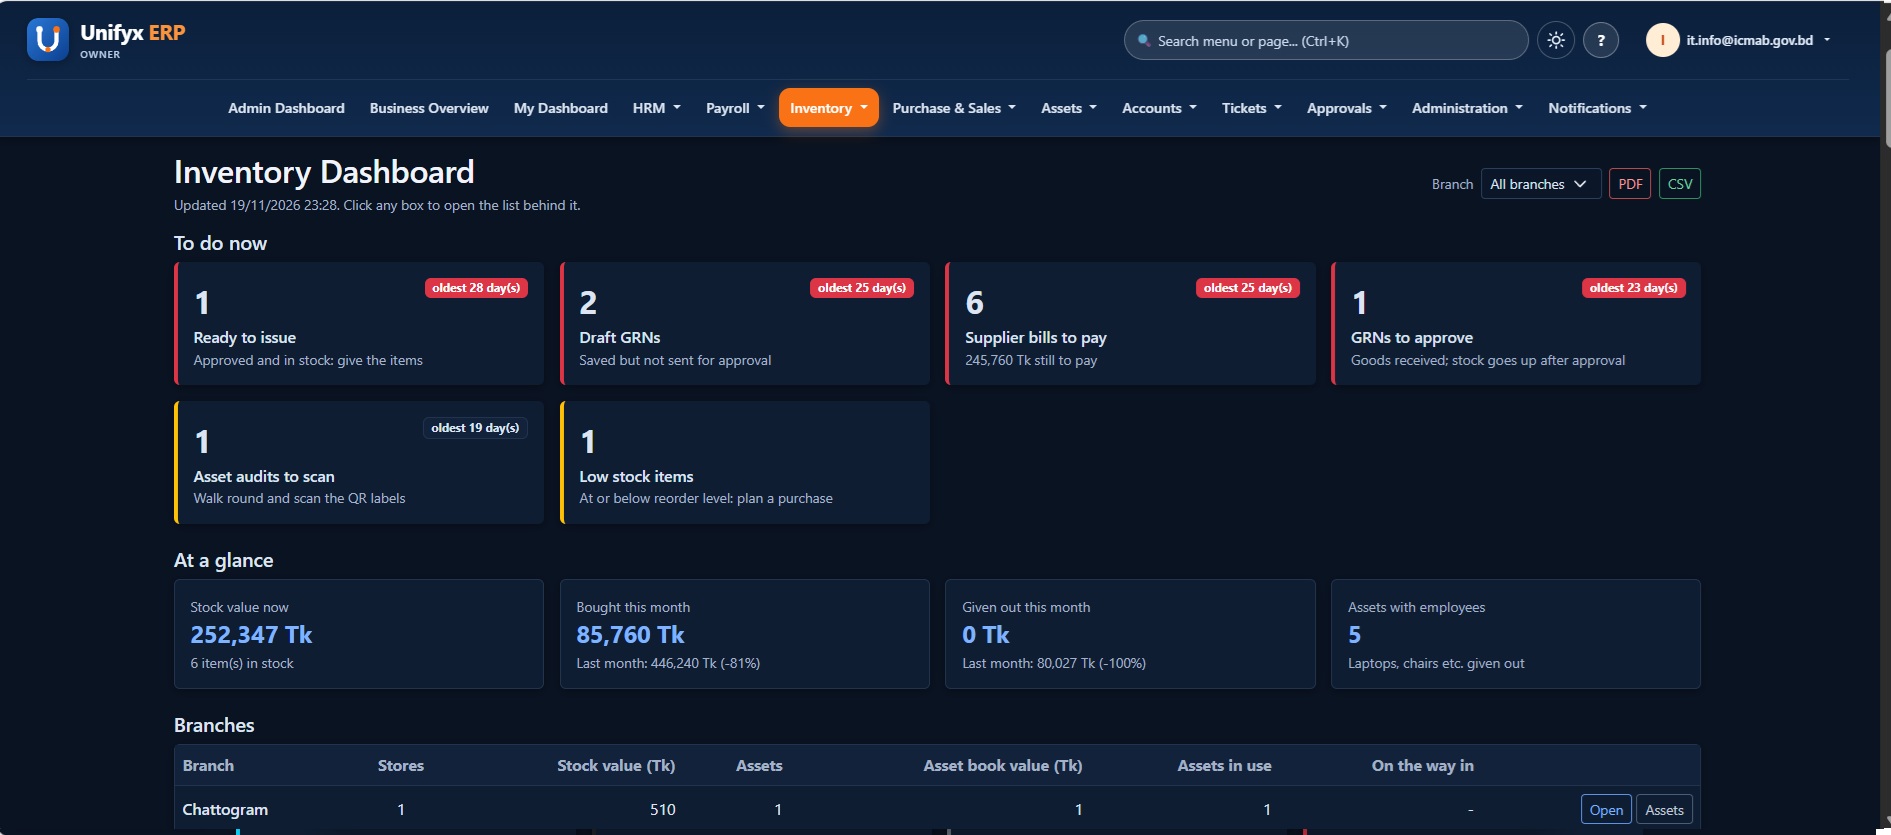 Unifyx ERP
OWNER
Search menu or page... (Ctrl+K)
?
I
it.info@icmab.gov.bd
Admin Dashboard Business Overview My Dashboard HRM Payroll Inventory Purchase & Sales Assets Accounts Tickets Approvals Administration Notifications
Inventory Dashboard
Updated 19/11/2026 23:28. Click any box to open the list behind it.
Branch All branches PDF CSV
To do now
1 oldest 28 day(s)
Ready to issue
Approved and in stock: give the items
2 oldest 25 day(s)
Draft GRNs
Saved but not sent for approval
6 oldest 25 day(s)
Supplier bills to pay
245,760 Tk still to pay
1 oldest 23 day(s)
GRNs to approve
Goods received; stock goes up after approval
1 oldest 19 day(s)
Asset audits to scan
Walk round and scan the QR labels
1
Low stock items
At or below reorder level: plan a purchase
At a glance
Stock value now
252,347 Tk
6 item(s) in stock
Bought this month
85,760 Tk
Last month: 446,240 Tk (-81%)
Given out this month
0 Tk
Last month: 80,027 Tk (-100%)
Assets with employees
5
Laptops, chairs etc. given out
Branches
Branch Stores Stock value (Tk) Assets Asset book value (Tk) Assets in use On the way in
Chattogram 1 510 1 1 1 - Open Assets